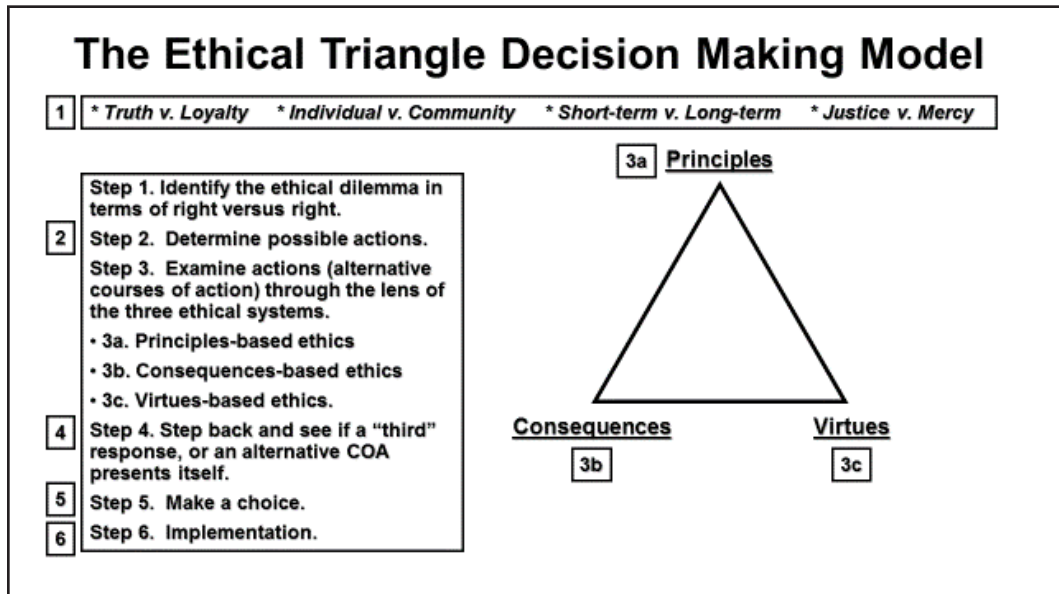 The Ethical Triangle Decision Making Model
1
* Truth v. Loyalty * Individual v. Community * Short-term v. Long-term * Justice v. Mercy
Step 1. Identify the ethical dilemma in
terms of right versus right.
2
Step 2. Determine possible actions.
Step 3. Examine actions (alternative
courses of action) through the lens of
the three ethical systems.
• 3a. Principles-based ethics
• 3b. Consequences-based ethics
• 3c. Virtues-based ethics.
4
Step 4. Step back and see if a “third”
response, or an alternative COA
presents itself.
5
Step 5. Make a choice.
6
Step 6. Implementation.
3a Principles
Consequences
3b
Virtues
3c